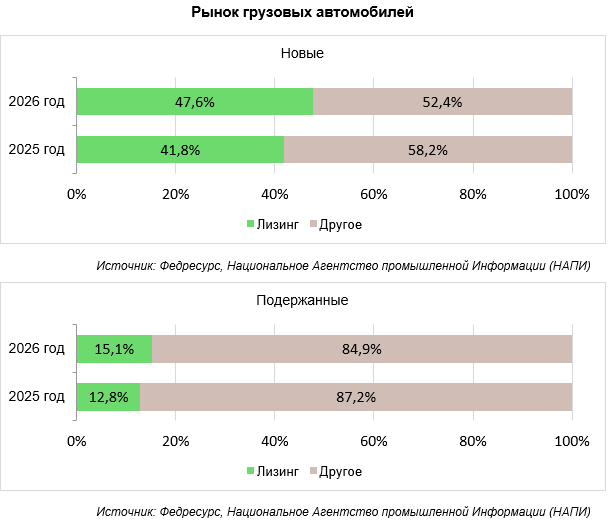 Рынок грузовых автомобилей
Новые
2026 год 47,6% 52,4%
2025 год 41,8% 58,2%
0% 20% 40% 60% 80% 100%
Лизинг Другое
Источник: Федресурс, Национальное Агентство промышленной Информации (НАПИ)
Подержанные
2026 год 15,1% 84,9%
2025 год 12,8% 87,2%
0% 20% 40% 60% 80% 100%
Лизинг Другое
Источник: Федресурс, Национальное Агентство промышленной Информации (НАПИ)